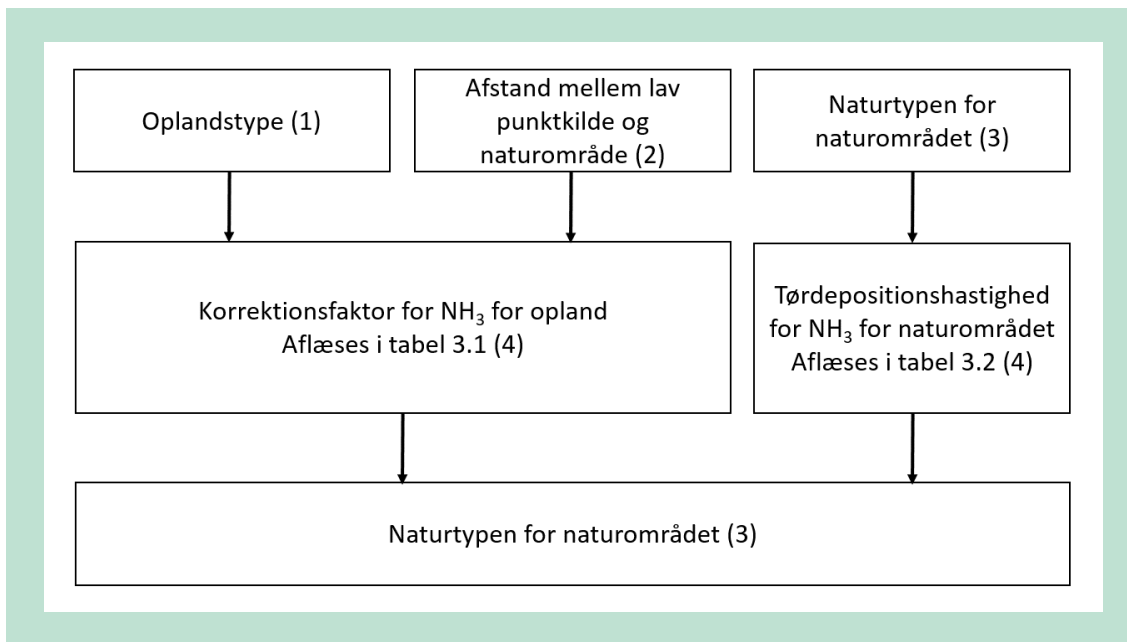 Oplandstype (1)
Afstand mellem lav
punktkilde og
naturområde (2)
Naturtypen for
naturområdet (3)
Korrektionsfaktor for NH₃ for opland
Aflæses i tabel 3.1 (4)
Tørdepositionshastighed
for NH₃ for naturområdet
Aflæses i tabel 3.2 (4)
Naturtypen for naturområdet (3)